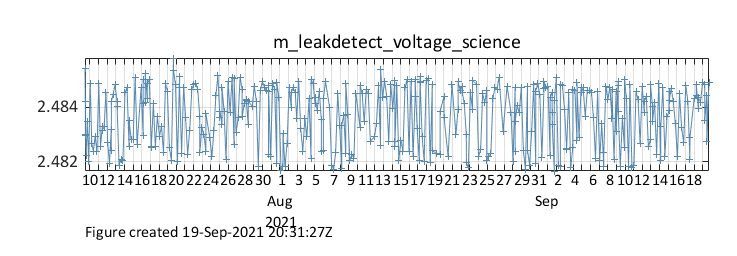 m_leakdetect_voltage_science
2.484
2.482
10 12 14 16 18 20 22 24 26 28 30 1 3 5 7 9 11 13 15 17 19 21 23 25 27 29 31 2 4 6 8 10 12 14 16 18
Aug Sep
2021
Figure created 19-Sep-2021 20:31:27Z